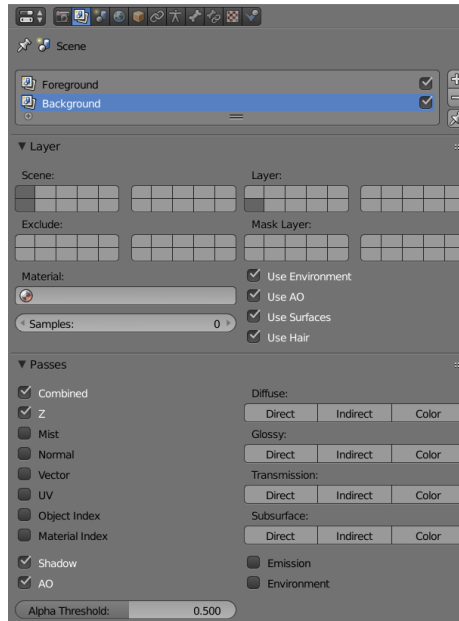 Scene
Foreground
Background
Layer
Scene:
Layer:
Exclude:
Mask Layer:
Material:
Use Environment
Use AO
Samples: 0
Use Surfaces
Use Hair
Passes
Combined
Diffuse:
Z
Direct Indirect Color
Mist
Glossy:
Normal
Direct Indirect Color
Vector
Transmission:
UV
Direct Indirect Color
Object Index
Subsurface:
Material Index
Direct Indirect Color
Shadow
Emission
AO
Environment
Alpha Threshold: 0.500